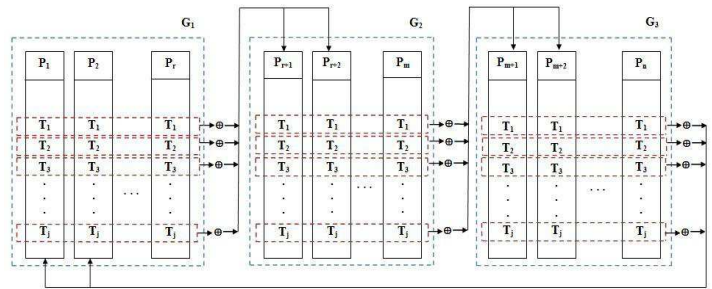 G₁ G₂ G₃
P₁ P₂ Pᵣ Pᵣ₊₁ Pᵣ₊₂ Pₘ Pₘ₊₁ Pₘ₊₂ Pₙ
T₁ T₁ T₁ ⊕ T₁ T₁ T₁ ⊕ T₁ T₁ T₁ ⊕
T₂ T₂ T₂ ⊕ T₂ T₂ T₂ ⊕ T₂ T₂ T₂ ⊕
T₃ T₃ T₃ ⊕ T₃ T₃ T₃ ⊕ T₃ T₃ T₃ ⊕
... ... ...
Tⱼ Tⱼ Tⱼ ⊕ Tⱼ Tⱼ Tⱼ ⊕ Tⱼ Tⱼ Tⱼ ⊕